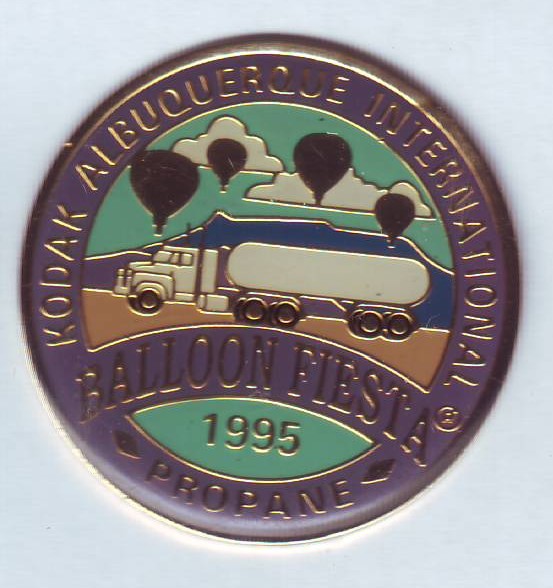 KODAK ALBUQUERQUE INTERNATIONAL
BALLOON FIESTA®
1995
PROPANE